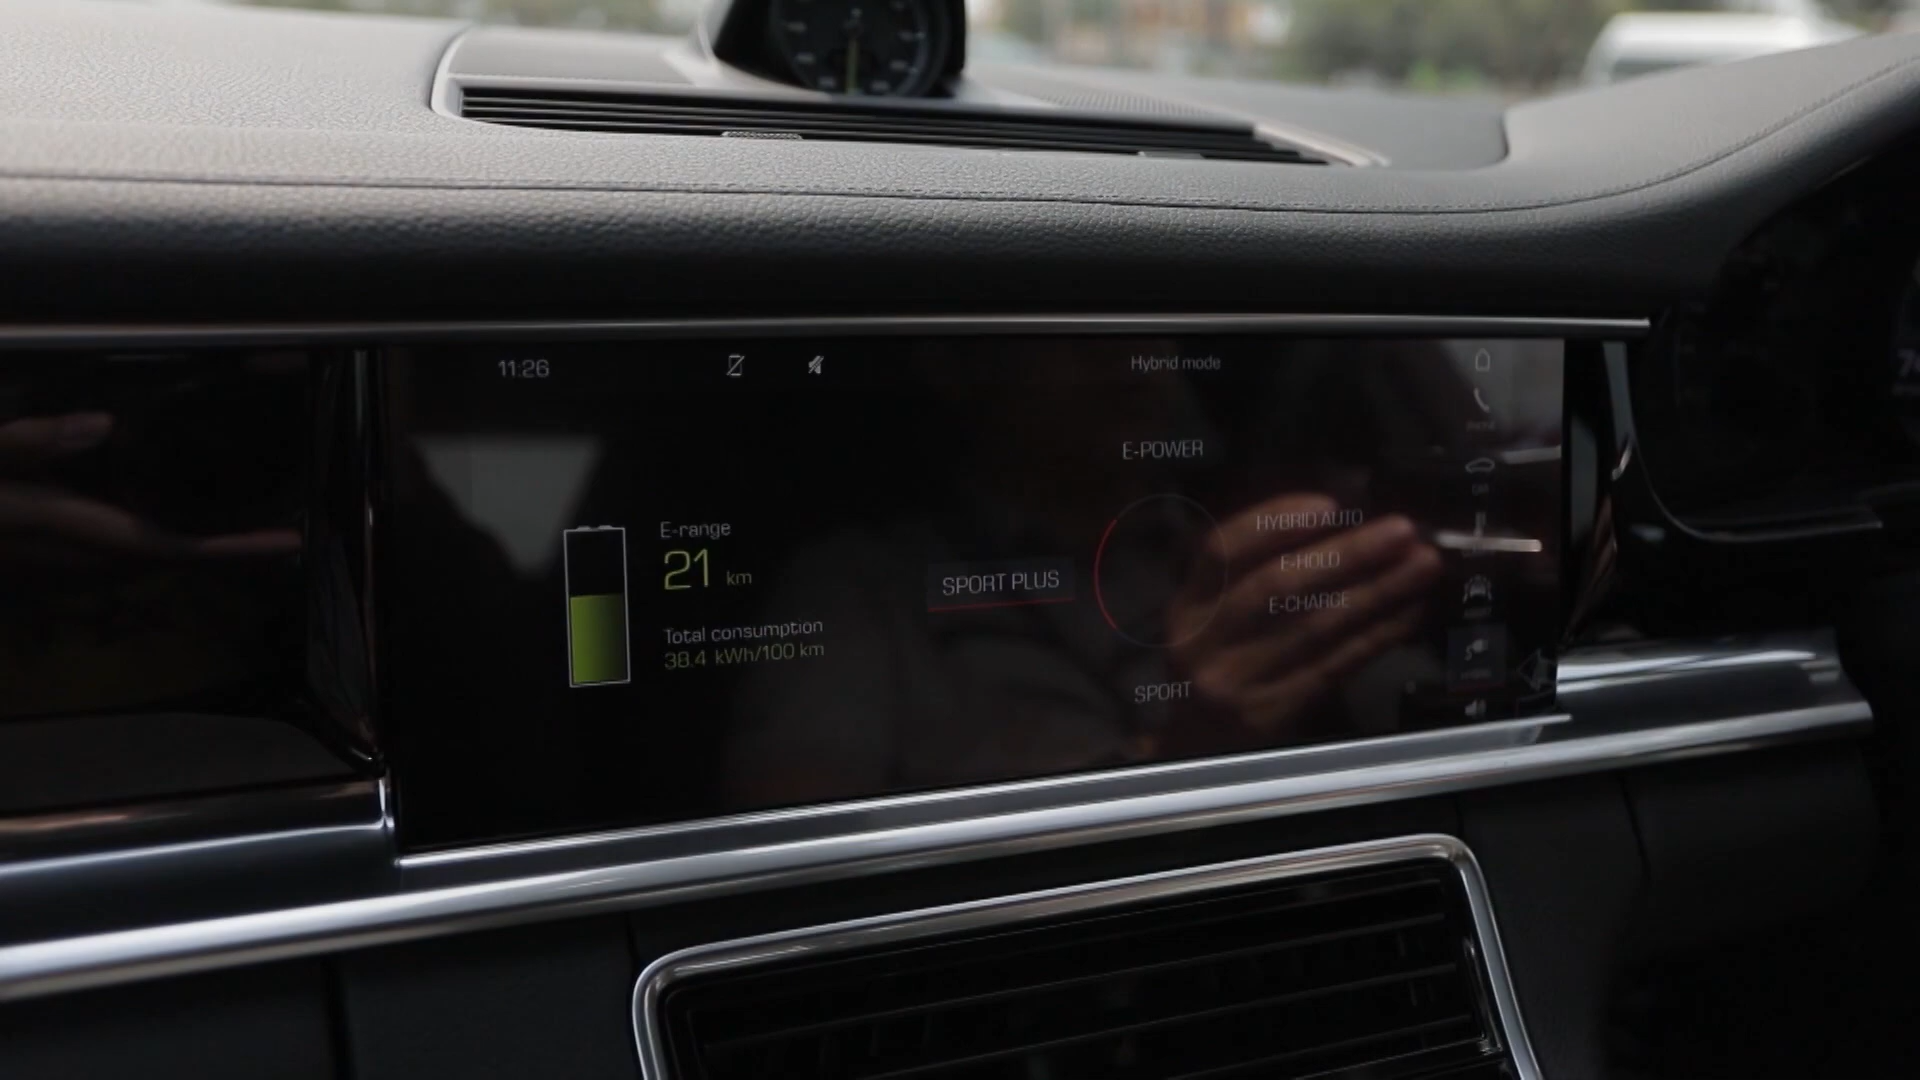 11:26
Hybrid mode
E-POWER
E-range
21 km
Total consumption
38.4 kWh/100 km
SPORT PLUS
HYBRID AUTO
E-HOLD
E-CHARGE
SPORT
CAR